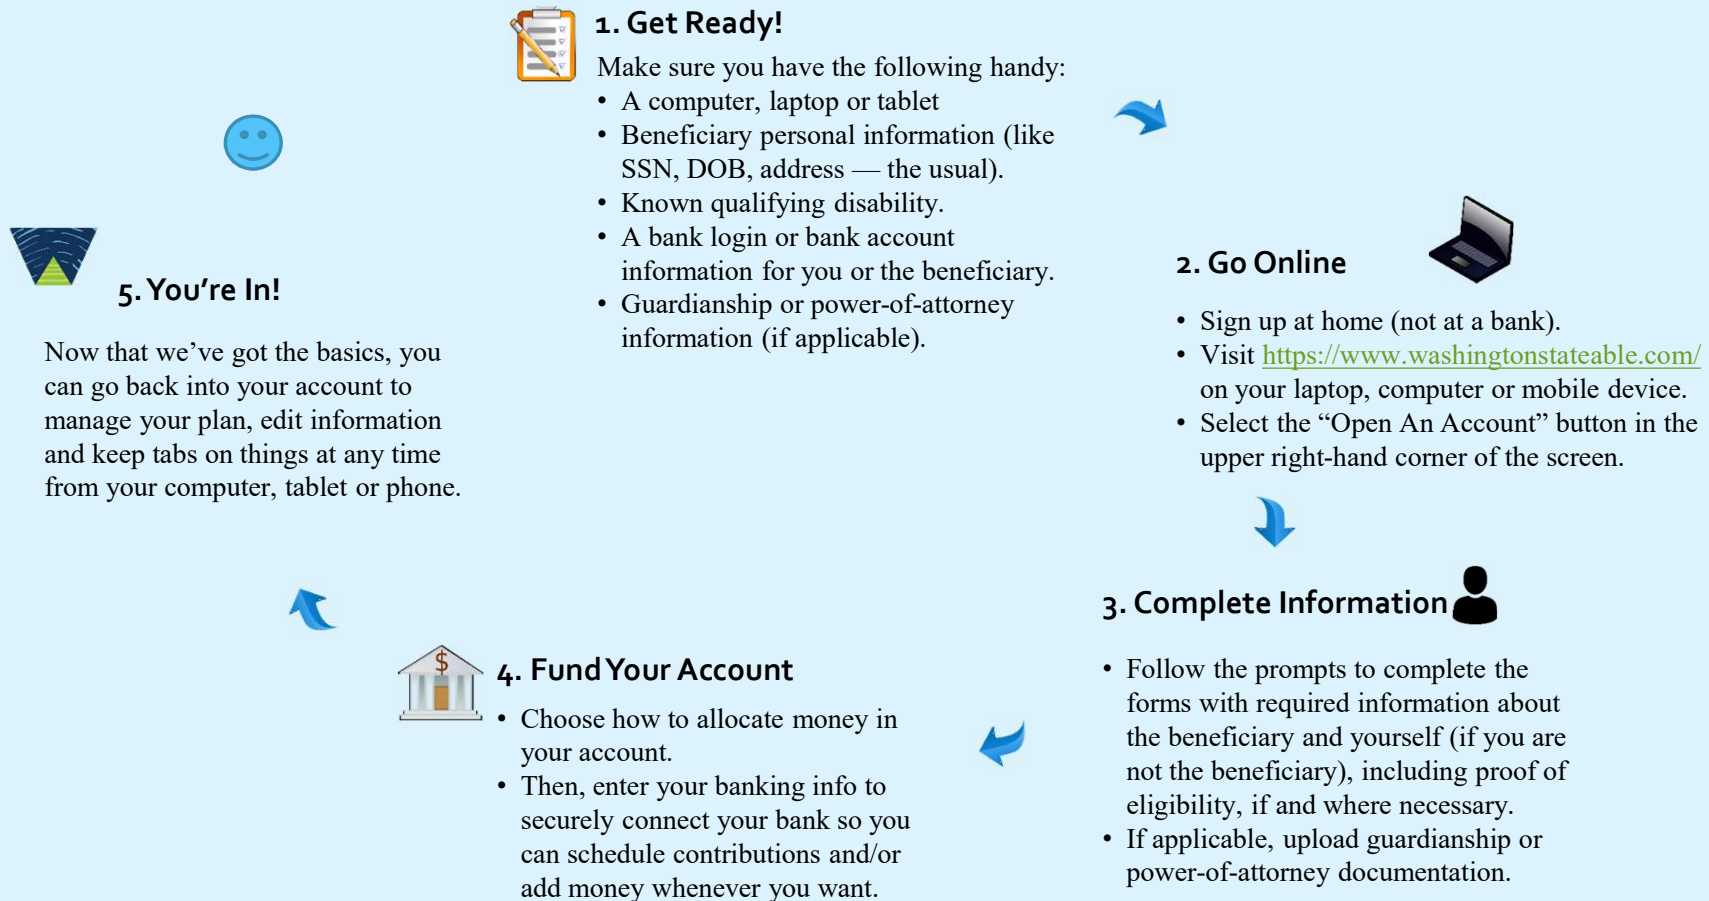 1. Get Ready!
Make sure you have the following handy:
• A computer, laptop or tablet
• Beneficiary personal information (like
SSN, DOB, address — the usual).
• Known qualifying disability.
• A bank login or bank account
information for you or the beneficiary.
• Guardianship or power-of-attorney
information (if applicable).
2. Go Online
• Sign up at home (not at a bank).
• Visit https://www.washingtonstateable.com/
on your laptop, computer or mobile device.
• Select the “Open An Account” button in the
upper right-hand corner of the screen.
3. Complete Information
• Follow the prompts to complete the
forms with required information about
the beneficiary and yourself (if you are
not the beneficiary), including proof of
eligibility, if and where necessary.
• If applicable, upload guardianship or
power-of-attorney documentation.
$
4. Fund Your Account
• Choose how to allocate money in
your account.
• Then, enter your banking info to
securely connect your bank so you
can schedule contributions and/or
add money whenever you want.
5. You’re In!
Now that we’ve got the basics, you
can go back into your account to
manage your plan, edit information
and keep tabs on things at any time
from your computer, tablet or phone.